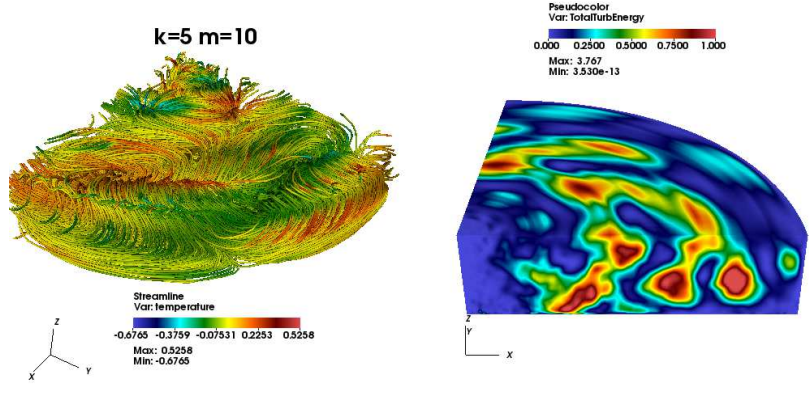 k=5 m=10
Streamline
Var: temperature
-0.6765 -0.3759 -0.07531 0.2253 0.5258
Max: 0.5258
Min: -0.6765
Z
X
Y
Pseudocolor
Var: TotalTurbEnergy
0.000 0.2500 0.5000 0.7500 1.000
Max: 3.767
Min: 3.530e-13
Z
Y
X